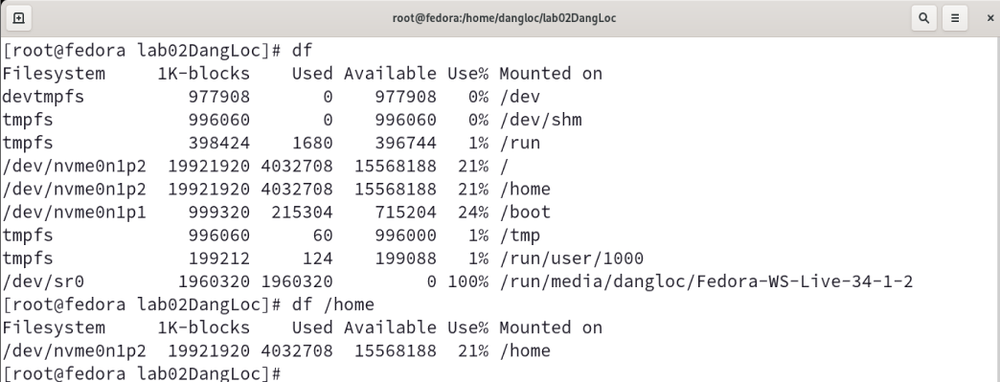 root@fedora:/home/dangloc/lab02DangLoc
[root@fedora lab02DangLoc]# df
Filesystem     1K-blocks    Used Available Use% Mounted on
devtmpfs          977908       0    977908   0% /dev
tmpfs             996060       0    996060   0% /dev/shm
tmpfs             398424    1680    396744   1% /run
/dev/nvme0n1p2  19921920 4032708  15568188  21% /
/dev/nvme0n1p2  19921920 4032708  15568188  21% /home
/dev/nvme0n1p1    999320  215304    715204  24% /boot
tmpfs             996060      60    996000   1% /tmp
tmpfs             199212     124    199088   1% /run/user/1000
/dev/sr0         1960320 1960320         0 100% /run/media/dangloc/Fedora-WS-Live-34-1-2
[root@fedora lab02DangLoc]# df /home
Filesystem     1K-blocks    Used Available Use% Mounted on
/dev/nvme0n1p2  19921920 4032708  15568188  21% /home
[root@fedora lab02DangLoc]#